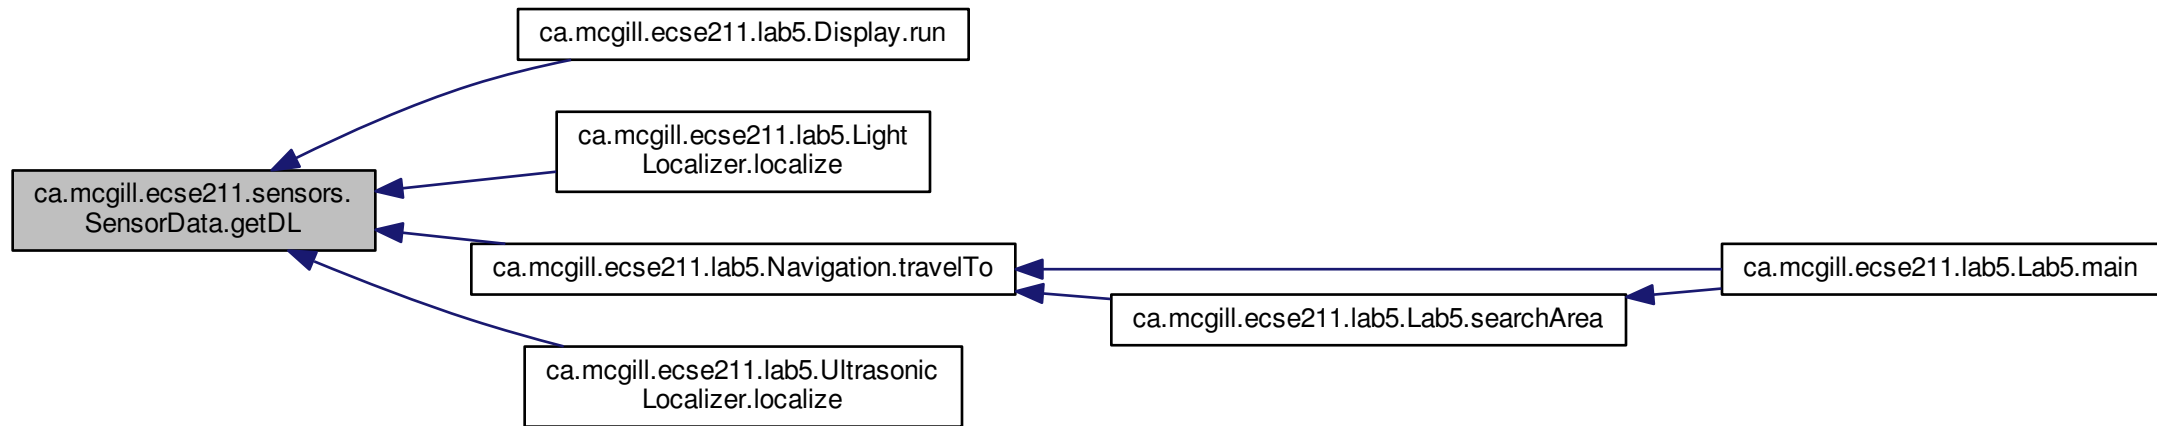 ca.mcgill.ecse211.lab5.Display.run
ca.mcgill.ecse211.lab5.Light
Localizer.localize
ca.mcgill.ecse211.sensors.
SensorData.getDL
ca.mcgill.ecse211.lab5.Navigation.travelTo
ca.mcgill.ecse211.lab5.Lab5.main
ca.mcgill.ecse211.lab5.Lab5.searchArea
ca.mcgill.ecse211.lab5.Ultrasonic
Localizer.localize